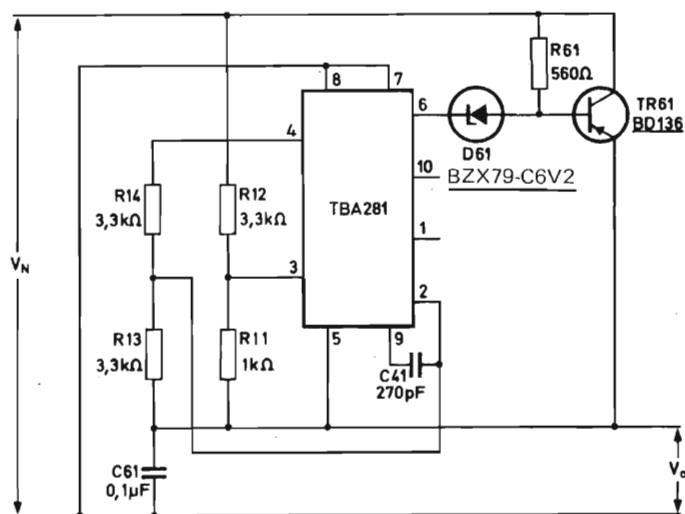 R61
560Ω
8
7
6
TR61
BD136
4
D61
10
BZX79-C6V2
R14
3,3kΩ
R12
3,3kΩ
TBA281
1
V_N
3
2
R13
3,3kΩ
R11
1kΩ
5
9
C41
270pF
C61
0,1µF